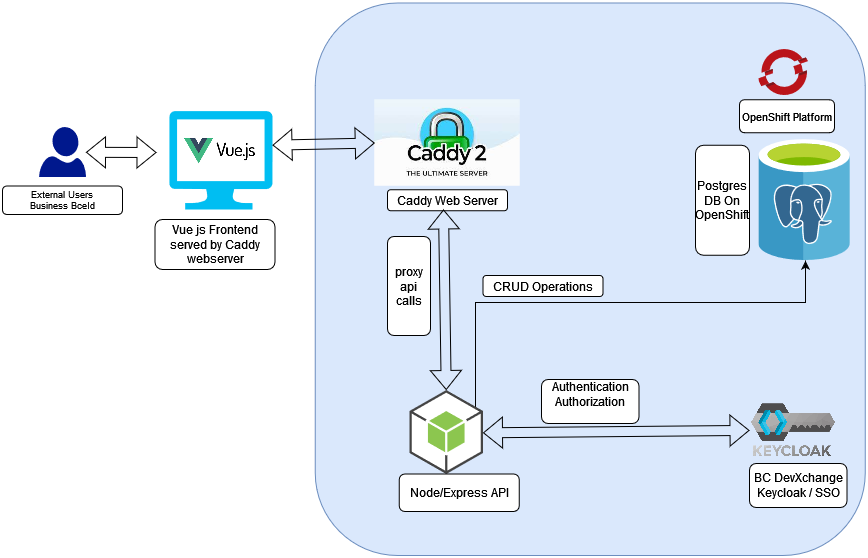 External Users
Business Bceld
Vue.js
Vue js Frontend
served by Caddy
webserver
Caddy 2
THE ULTIMATE SERVER
Caddy Web Server
proxy
api
calls
CRUD Operations
OpenShift Platform
Postgres
DB On
OpenShift
Authentication
Authorization
Node/Express API
KEYCLOAK
BC DevXchange
Keycloak / SSO